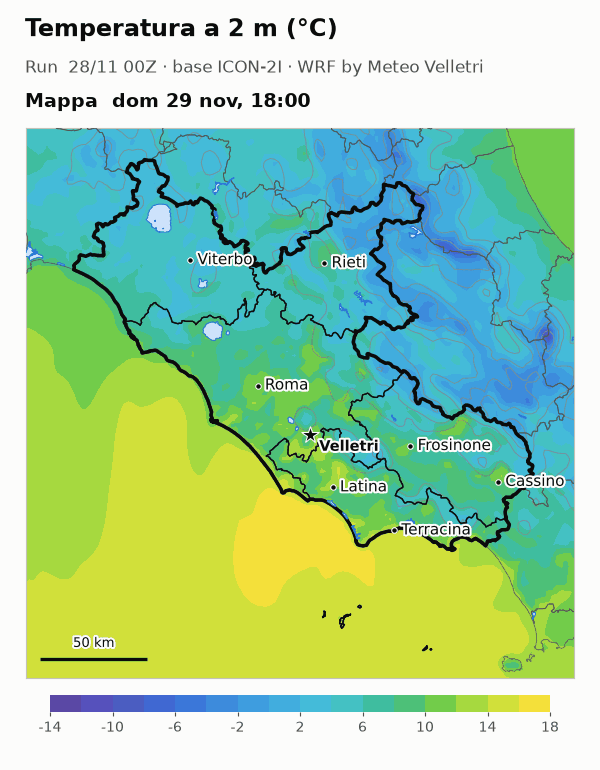 Temperatura a 2 m (°C)
Run 28/11 00Z · base ICON-2I · WRF by Meteo Velletri
Mappa dom 29 nov, 18:00
Viterbo
Rieti
Roma
Velletri
Frosinone
Latina
Cassino
Terracina
50 km
-14 -10 -6 -2 2 6 10 14 18